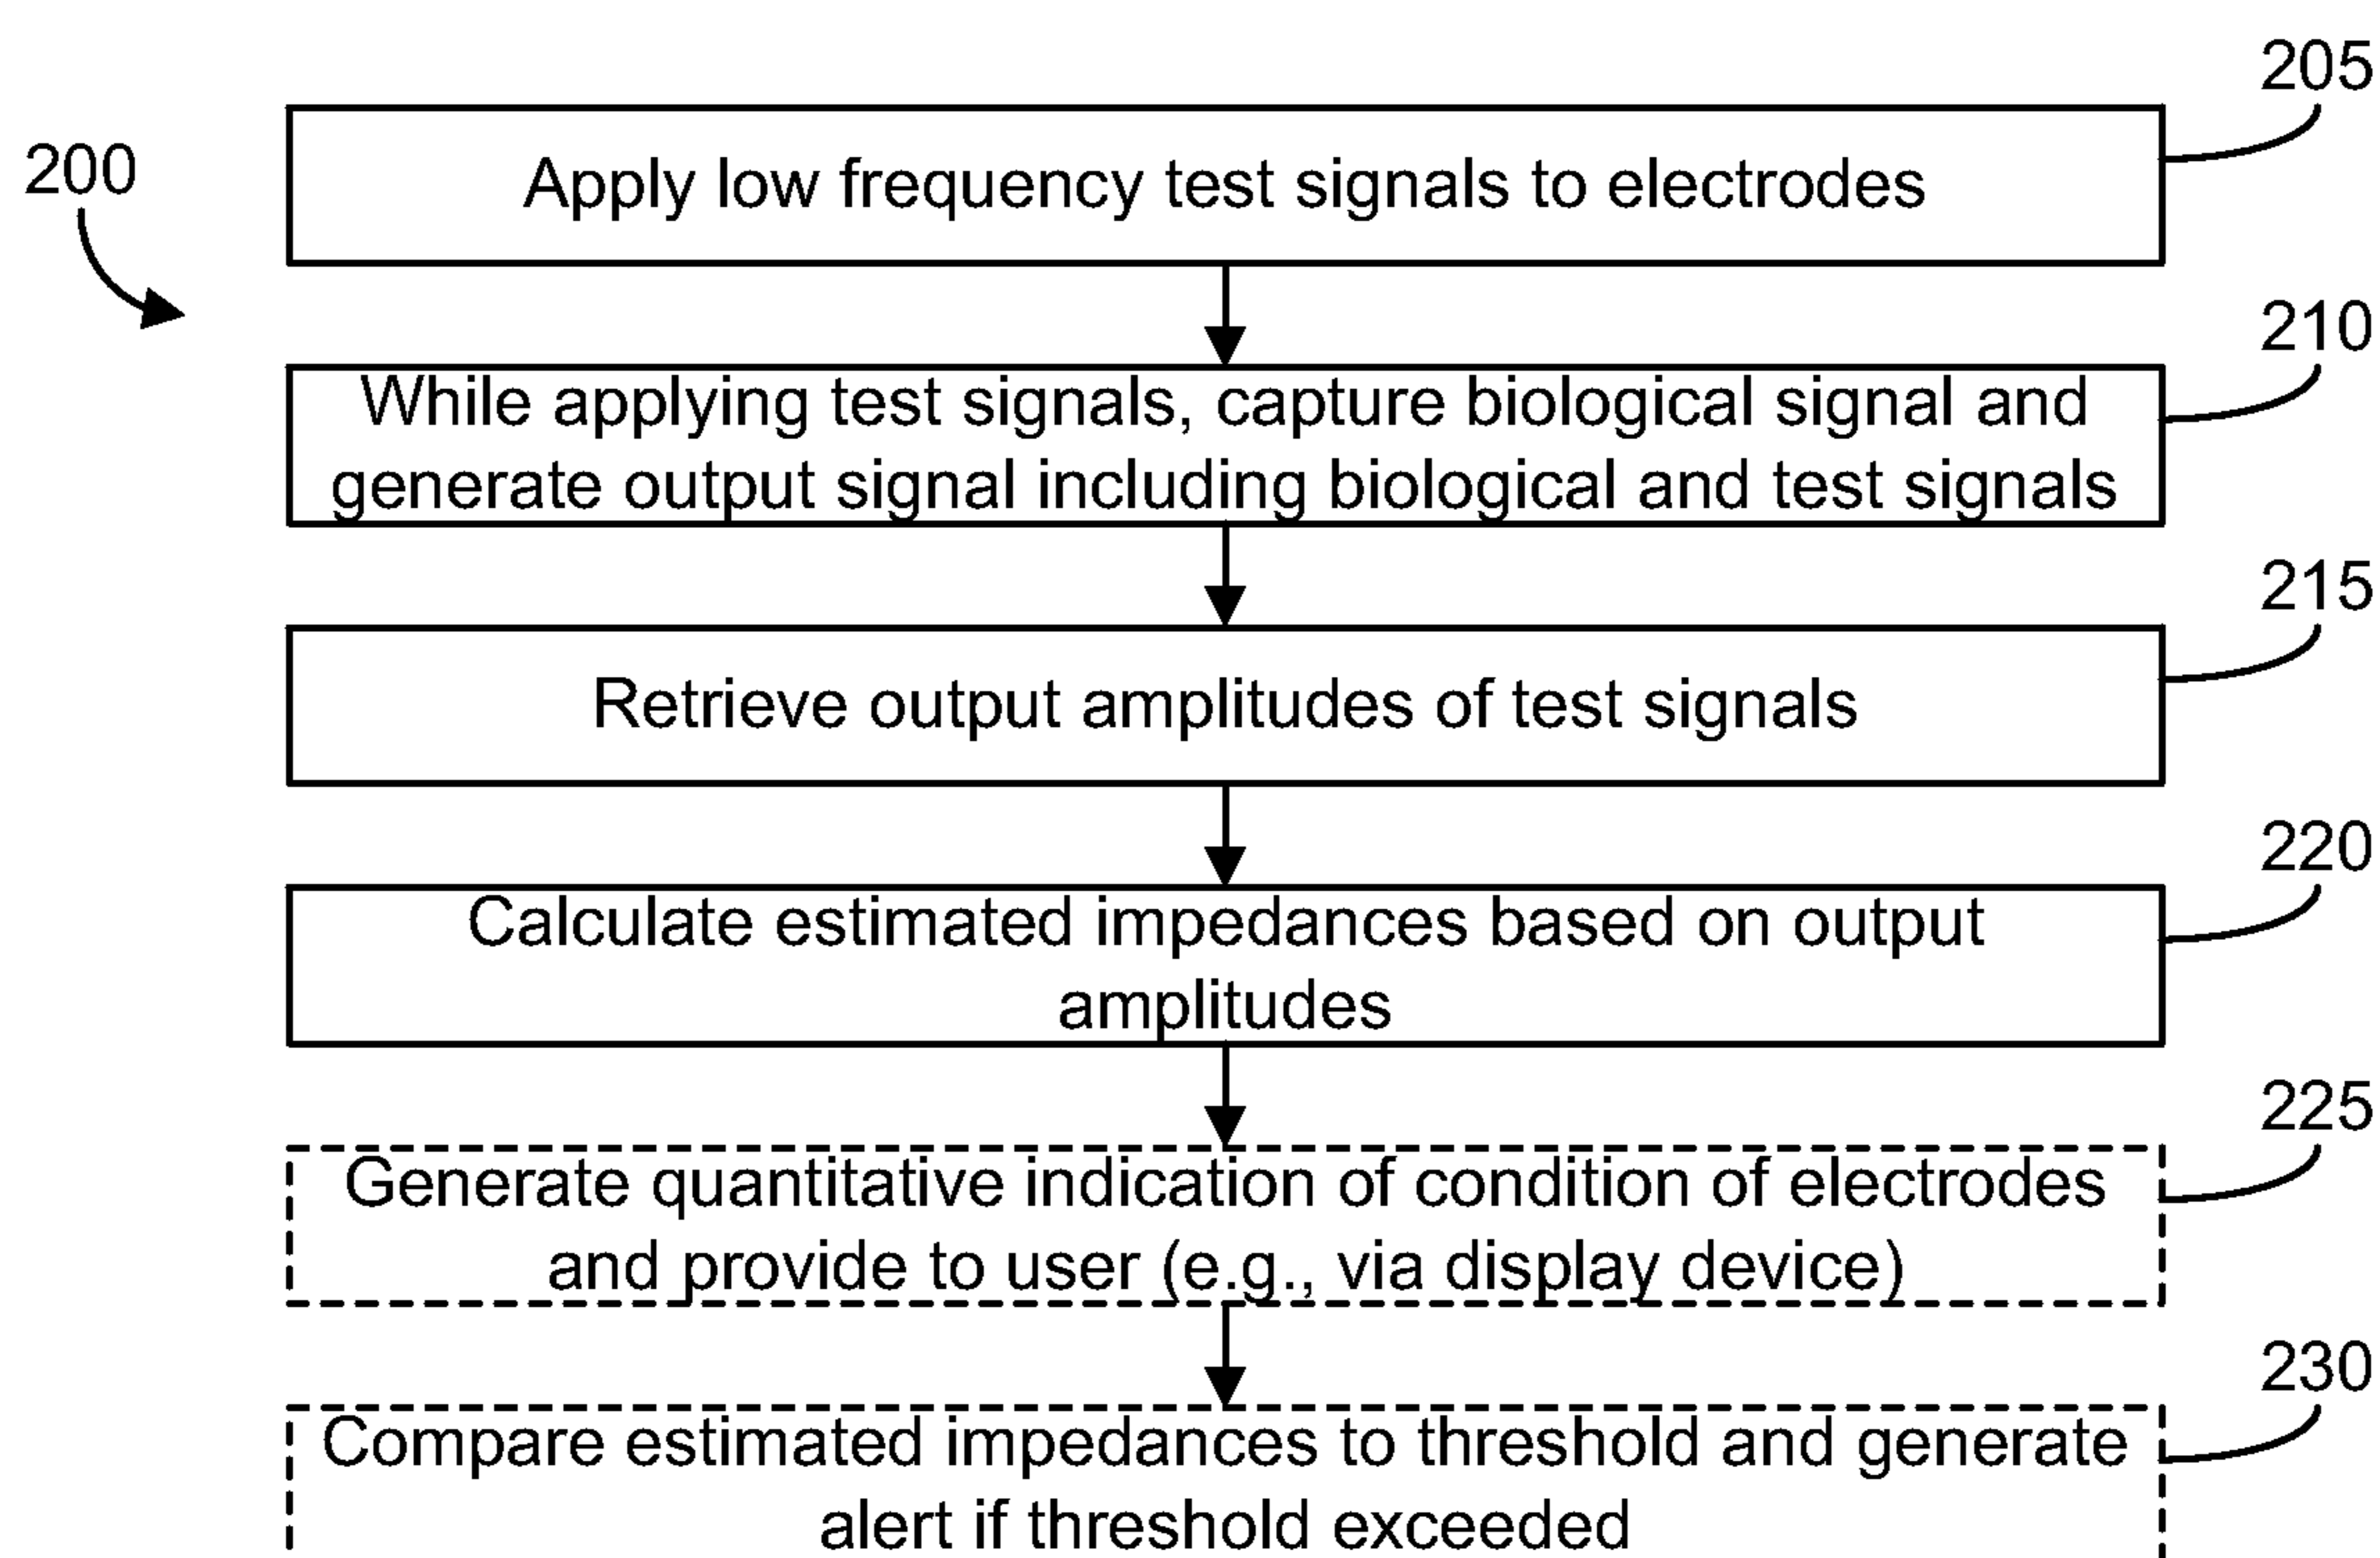 205
200
Apply low frequency test signals to electrodes
210
While applying test signals, capture biological signal and
generate output signal including biological and test signals
215
Retrieve output amplitudes of test signals
220
Calculate estimated impedances based on output
amplitudes
225
Generate quantitative indication of condition of electrodes
and provide to user (e.g., via display device)
230
Compare estimated impedances to threshold and generate
alert if threshold exceeded